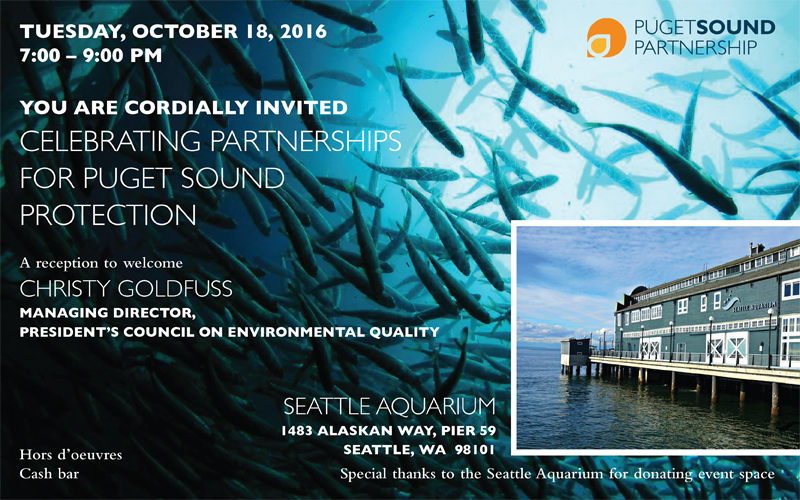 TUESDAY, OCTOBER 18, 2016
7:00 – 9:00 PM
PUGETSOUND
PARTNERSHIP
YOU ARE CORDIALLY INVITED
CELEBRATING PARTNERSHIPS
FOR PUGET SOUND
PROTECTION
A reception to welcome
CHRISTY GOLDFUSS
MANAGING DIRECTOR,
PRESIDENT'S COUNCIL ON ENVIRONMENTAL QUALITY
SEATTLE AQUARIUM
SEATTLE AQUARIUM
1483 ALASKAN WAY, PIER 59
SEATTLE, WA 98101
Hors d'oeuvres
Cash bar
Special thanks to the Seattle Aquarium for donating event space